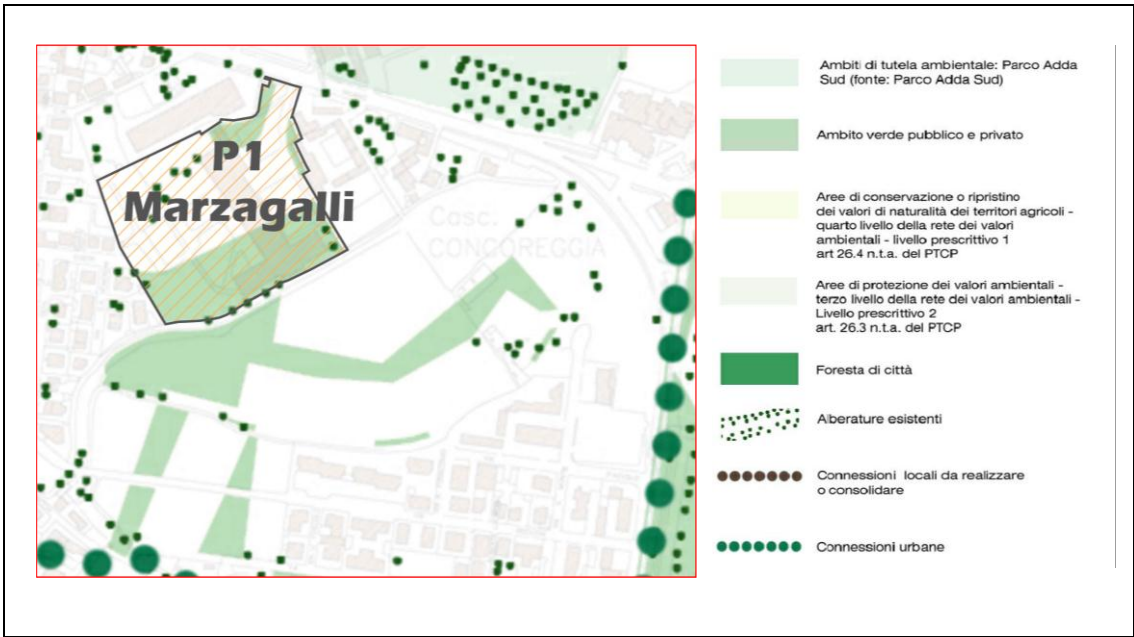 P1
Marzagalli
Casc.
CONCOREGGIA
Ambiti di tutela ambientale: Parco Adda
Sud (fonte: Parco Adda Sud)
Ambito verde pubblico e privato
Aree di conservazione o ripristino
dei valori di naturalità dei territori agricoli -
quarto livello della rete dei valori
ambientali - livello prescrittivo 1
art 26.4 n.t.a. del PTCP
Aree di protezione dei valori ambientali -
terzo livello della rete dei valori ambientali -
Livello prescrittivo 2
art. 26.3 n.t.a. del PTCP
Foresta di città
Alberature esistenti
Connessioni locali da realizzare
o consolidare
Connessioni urbane